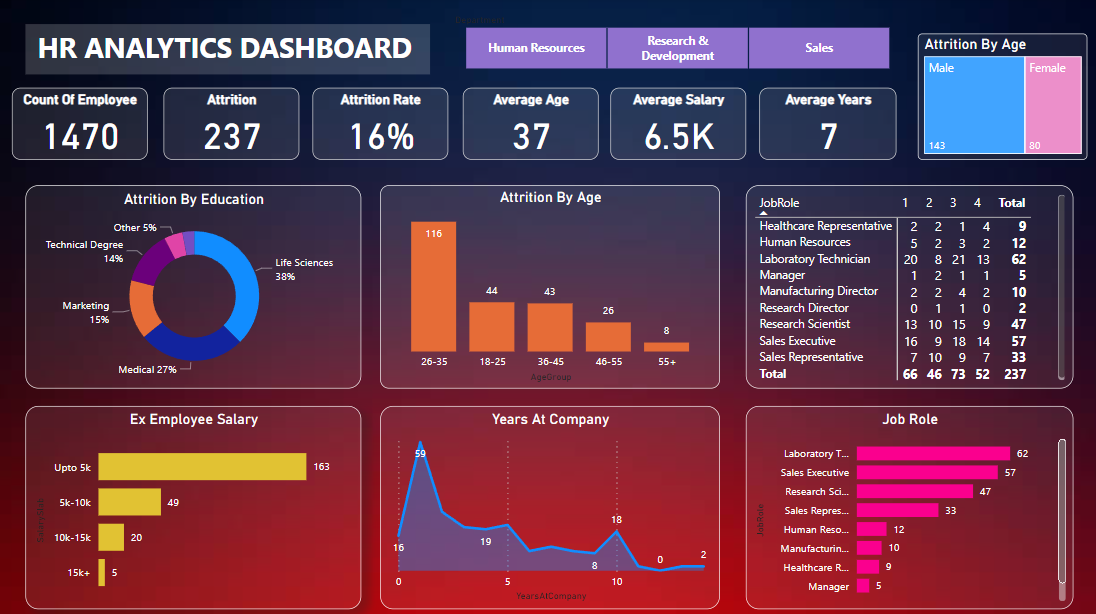 Department
HR ANALYTICS DASHBOARD
Human Resources
Research &
Development
Sales
Attrition By Age
Male
Female
143
80
Count Of Employee
1470
Attrition
237
Attrition Rate
16%
Average Age
37
Average Salary
6.5K
Average Years
7
Attrition By Education
Other 5%
Technical Degree
14%
Life Sciences
38%
Marketing
15%
Medical 27%
Attrition By Age
116
44
43
26
8
26-35 18-25 36-45 46-55 55+
AgeGroup
JobRole 1 2 3 4 Total
Healthcare Representative 2 2 1 4 9
Human Resources 5 2 3 2 12
Laboratory Technician 20 8 21 13 62
Manager 1 2 1 1 5
Manufacturing Director 2 2 4 2 10
Research Director 0 1 1 0 2
Research Scientist 13 10 15 9 47
Sales Executive 16 9 18 14 57
Sales Representative 7 10 9 7 33
Total 66 46 73 52 237
Ex Employee Salary
Upto 5k 163
5k-10k 49
10k-15k 20
15k+ 5
SalarySlab
Years At Company
59
16
19
8
18
0
2
0 5 10
YearsAtCompany
Job Role
Laboratory T... 62
Sales Executive 57
Research Sci... 47
Sales Repres... 33
Human Reso... 12
Manufacturin... 10
Healthcare R... 9
Manager 5
JobRole